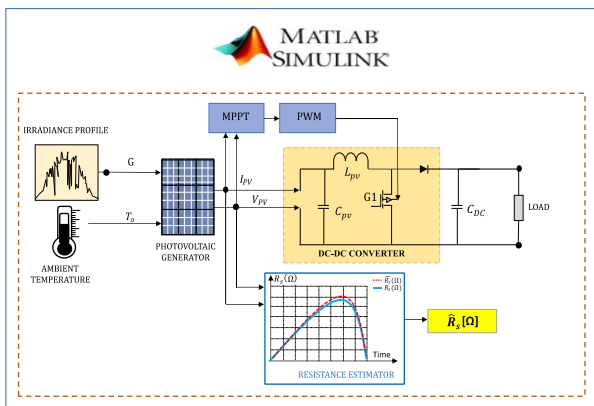 MATLAB
SIMULINK®
MPPT
PWM
IRRADIANCE PROFILE
G
I_PV
V_PV
L_pv
G1
C_pv
C_DC
LOAD
T_o
PHOTOVOLTAIC
GENERATOR
DC-DC CONVERTER
AMBIENT
TEMPERATURE
R_s(Ω)
R̂_s(Ω)
R_s(Ω)
Time
RESISTANCE ESTIMATOR
R̂_s[Ω]